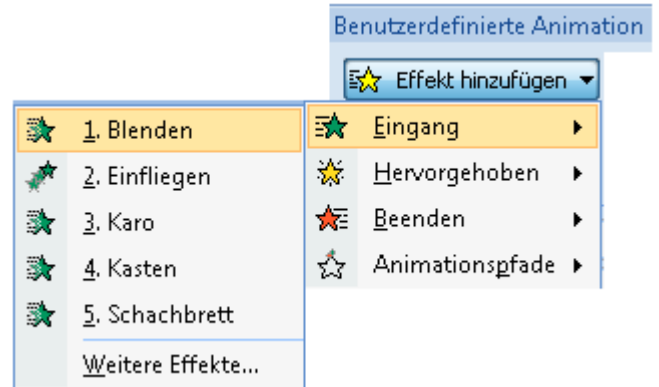 Benutzerdefinierte Animation
Effekt hinzufügen
Eingang
Hervorgehoben
Beenden
Animationspfade
1. Blenden
2. Einfliegen
3. Karo
4. Kasten
5. Schachbrett
Weitere Effekte...